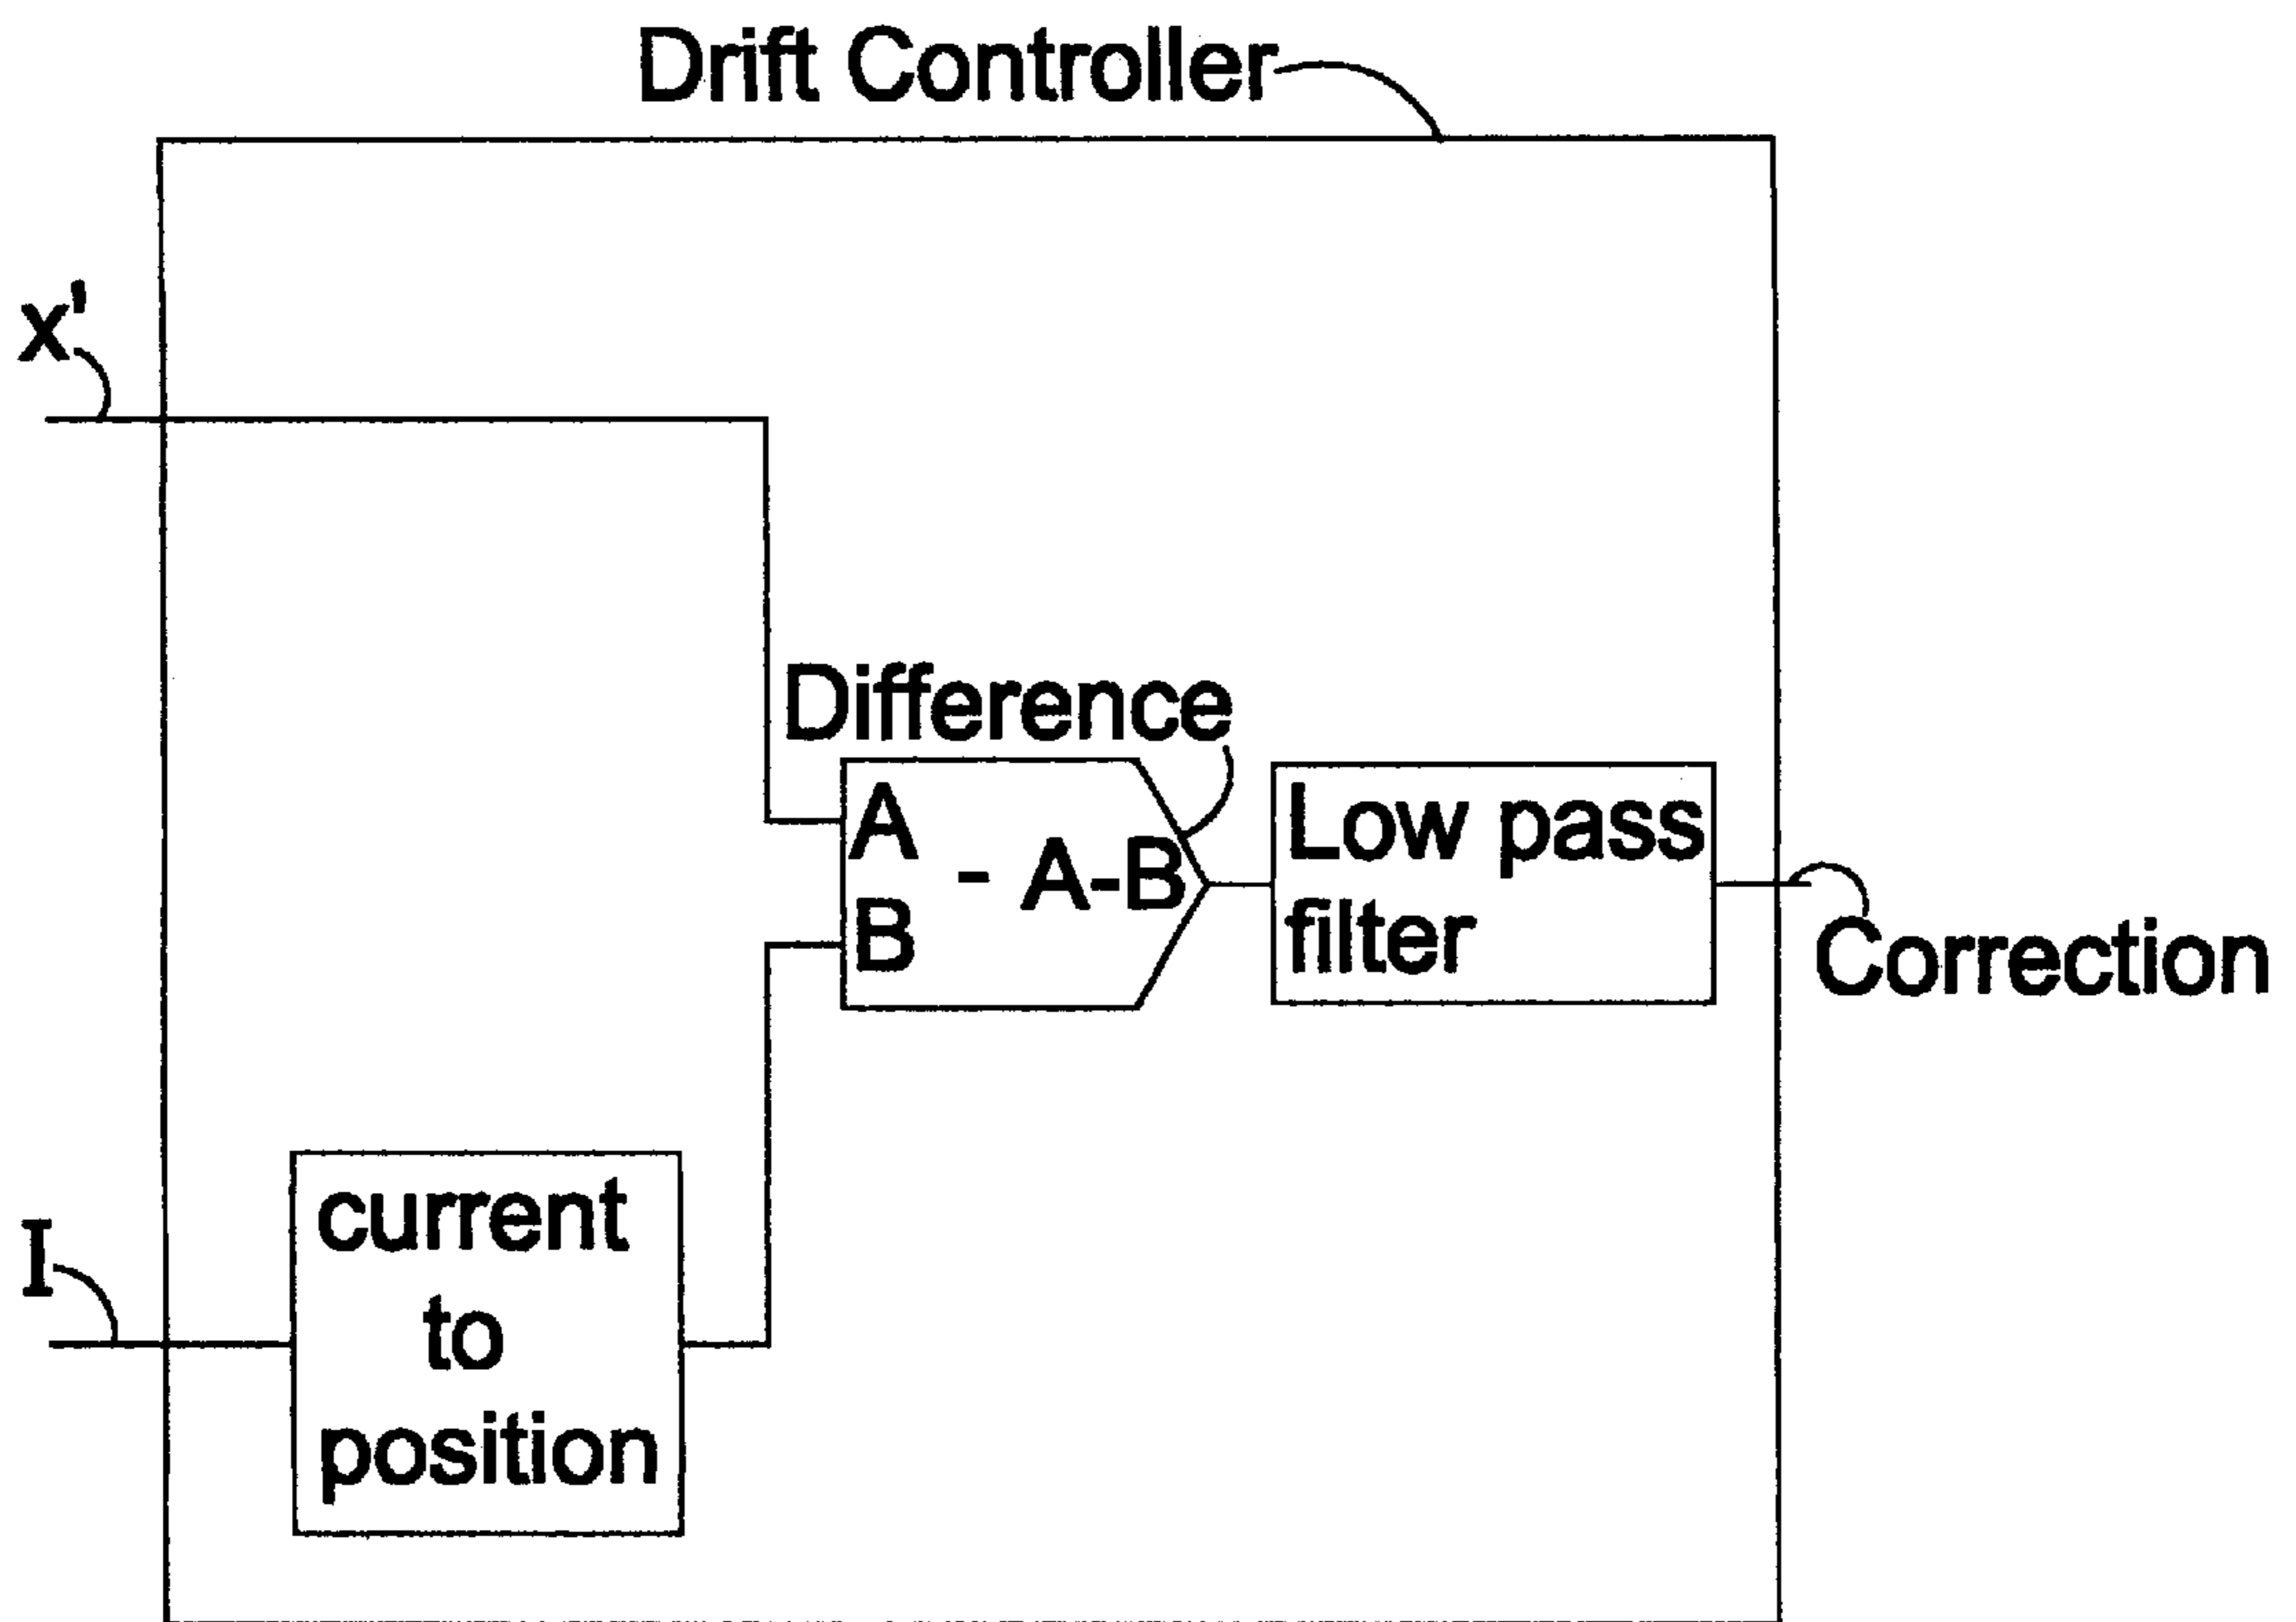 Drift Controller
x'
Difference
A
- A-B
B
Low pass
filter
Correction
I
current
to
position